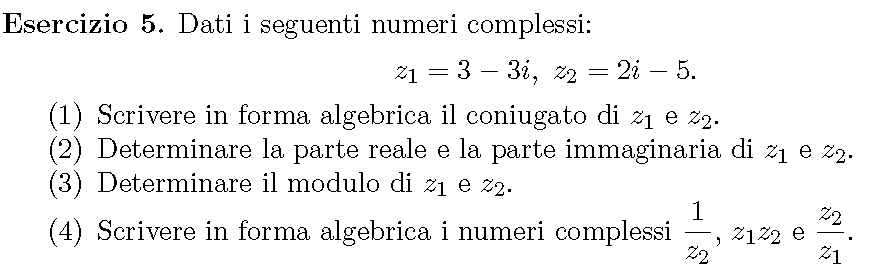 Esercizio 5. Dati i seguenti numeri complessi:
z₁ = 3 − 3i, z₂ = 2i − 5.
(1) Scrivere in forma algebrica il coniugato di z₁ e z₂.
(2) Determinare la parte reale e la parte immaginaria di z₁ e z₂.
(3) Determinare il modulo di z₁ e z₂.
(4) Scrivere in forma algebrica i numeri complessi 1/z₂, z₁z₂ e z₂/z₁.